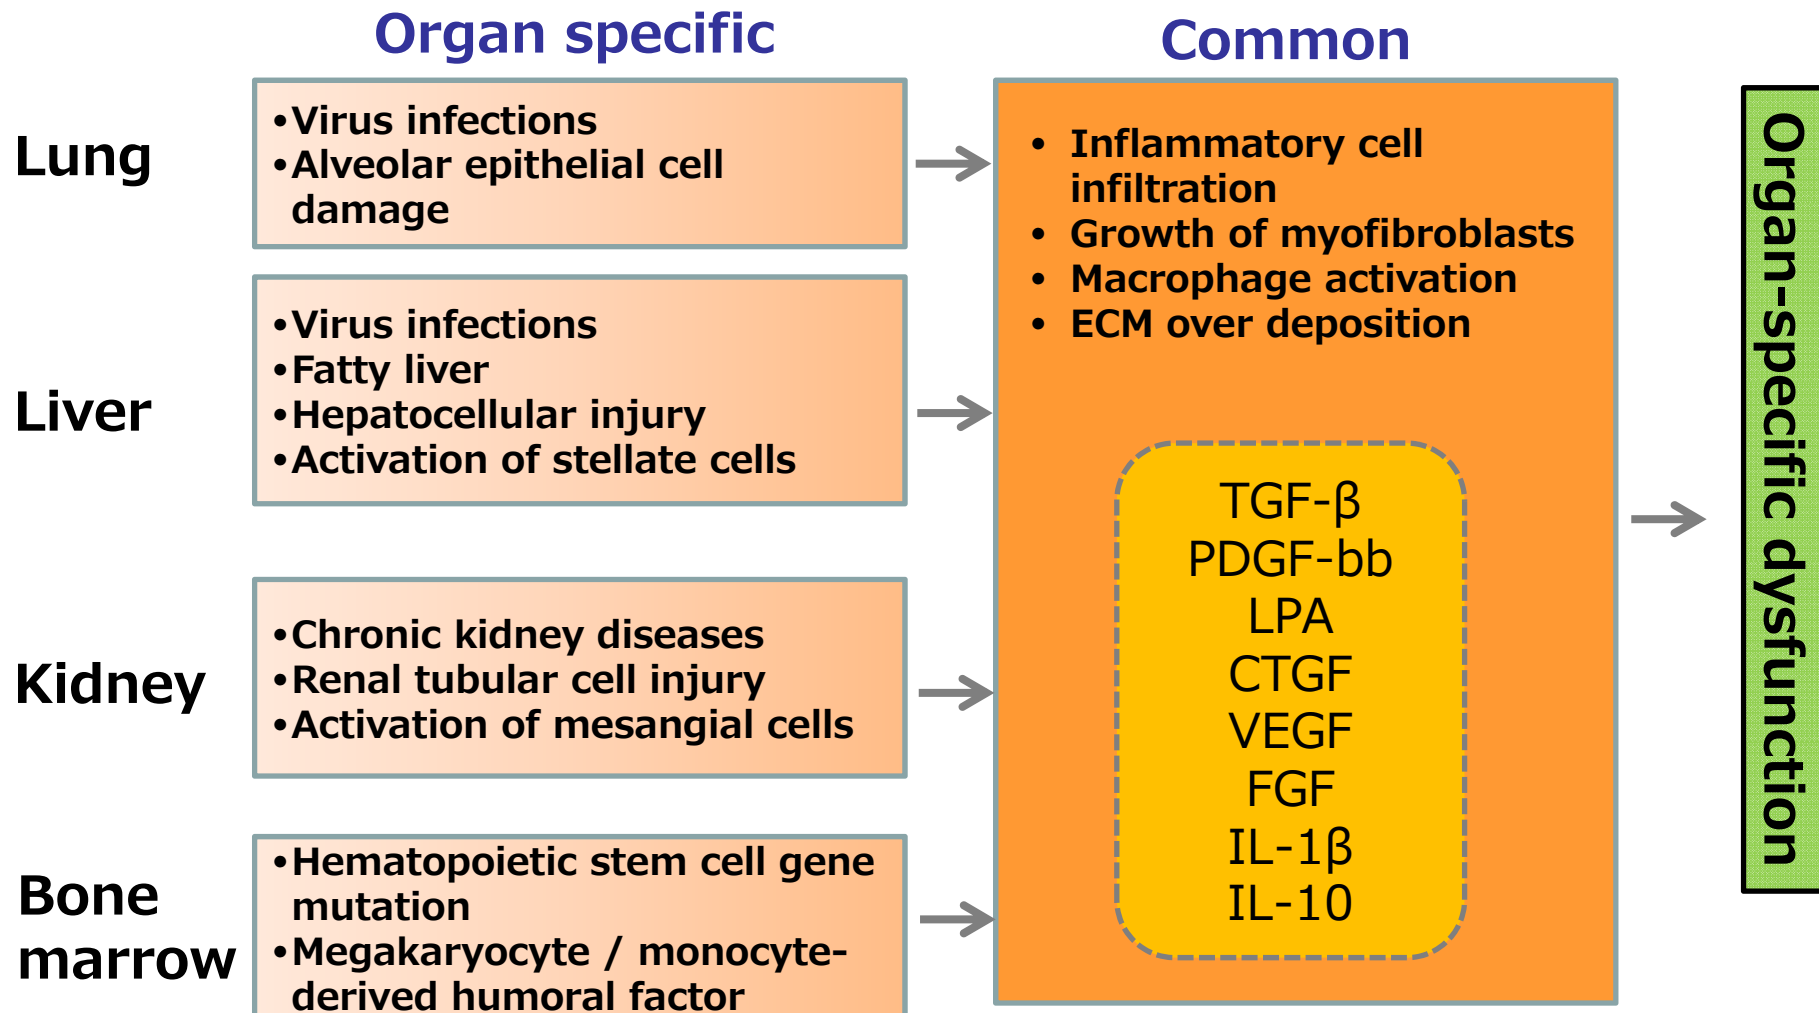 Organ specific
Common
Lung
•Virus infections
•Alveolar epithelial cell
damage
Liver
•Virus infections
•Fatty liver
•Hepatocellular injury
•Activation of stellate cells
Kidney
•Chronic kidney diseases
•Renal tubular cell injury
•Activation of mesangial cells
Bone
marrow
•Hematopoietic stem cell gene
mutation
•Megakaryocyte / monocyte-
derived humoral factor
• Inflammatory cell
infiltration
• Growth of myofibroblasts
• Macrophage activation
• ECM over deposition
TGF-β
PDGF-bb
LPA
CTGF
VEGF
FGF
IL-1β
IL-10
Organ-specific dysfunction